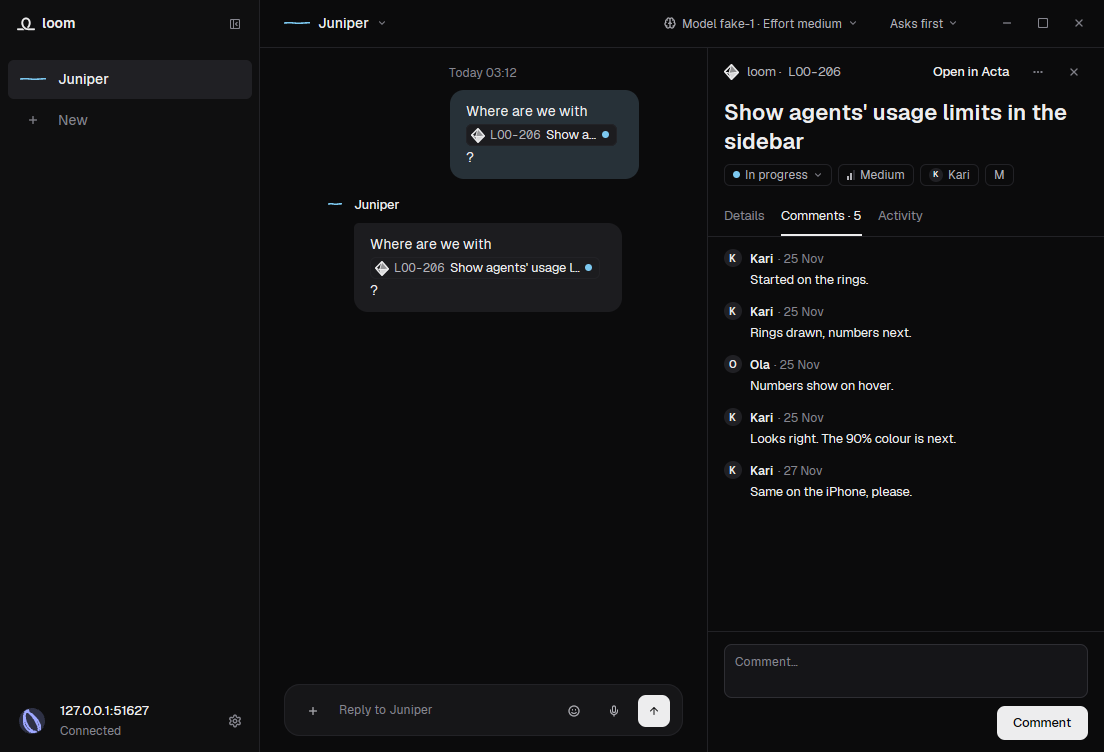 loom
Juniper
New
127.0.0.1:51627
Connected
Juniper
Model fake-1 · Effort medium
Asks first
Today 03:12
Where are we with
LOO-206 Show a...
?
Juniper
Where are we with
LOO-206 Show agents' usage l...
?
Reply to Juniper
loom · LOO-206
Open in Acta
Show agents' usage limits in the
sidebar
In progress
Medium
K Kari
M
Details
Comments · 5
Activity
K Kari · 25 Nov
Started on the rings.
K Kari · 25 Nov
Rings drawn, numbers next.
O Ola · 25 Nov
Numbers show on hover.
K Kari · 25 Nov
Looks right. The 90% colour is next.
K Kari · 27 Nov
Same on the iPhone, please.
Comment...
Comment